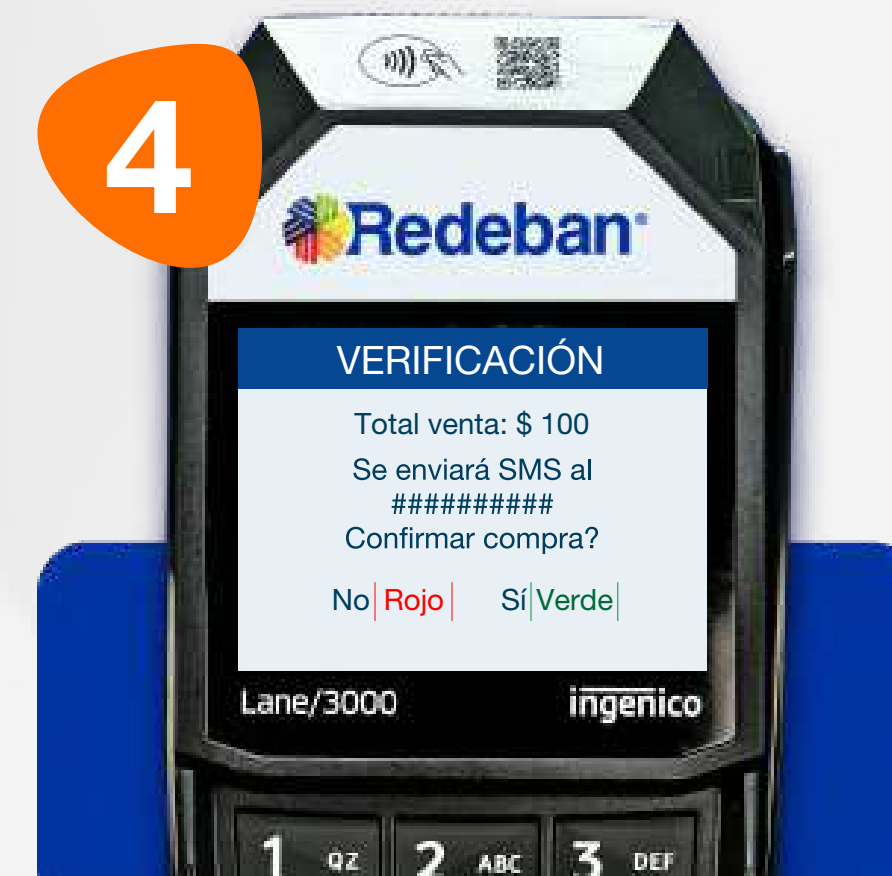 4
Redeban
VERIFICACIÓN
Total venta: $ 100
Se enviará SMS al
##########
Confirmar compra?
No Rojo Sí Verde
Lane/3000 ingenico
1 QZ 2 ABC 3 DEF